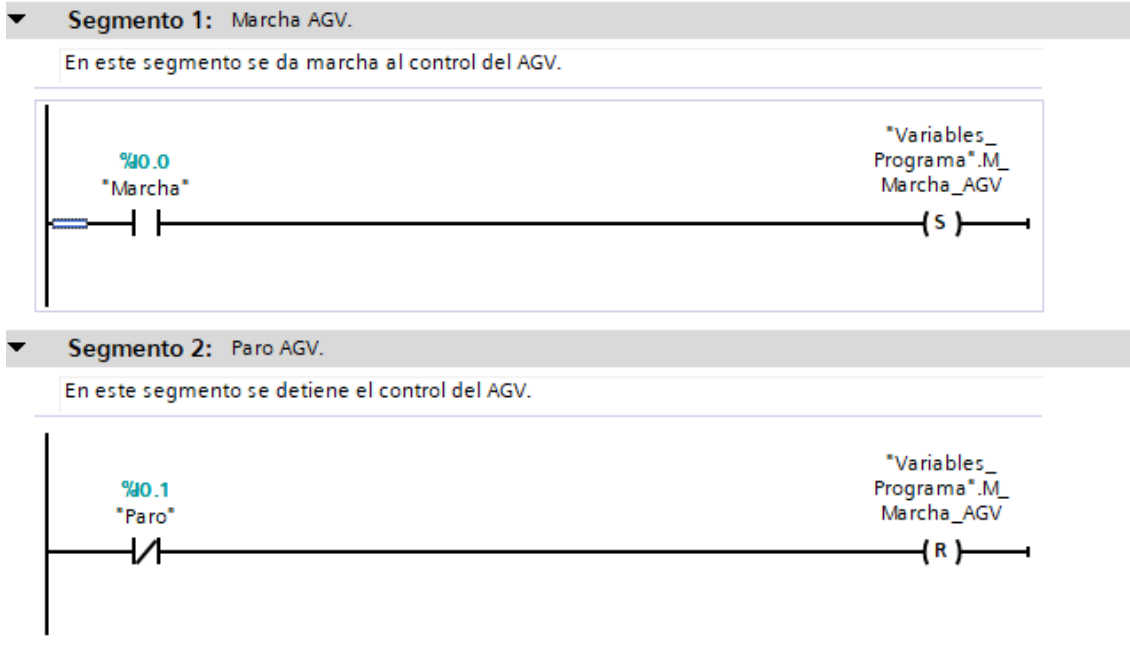 Segmento 1: Marcha AGV.
En este segmento se da marcha al control del AGV.
"Variables_
Programa".M_
Marcha_AGV
%I0.0
"Marcha"
S
Segmento 2: Paro AGV.
En este segmento se detiene el control del AGV.
"Variables_
Programa".M_
Marcha_AGV
%I0.1
"Paro"
R